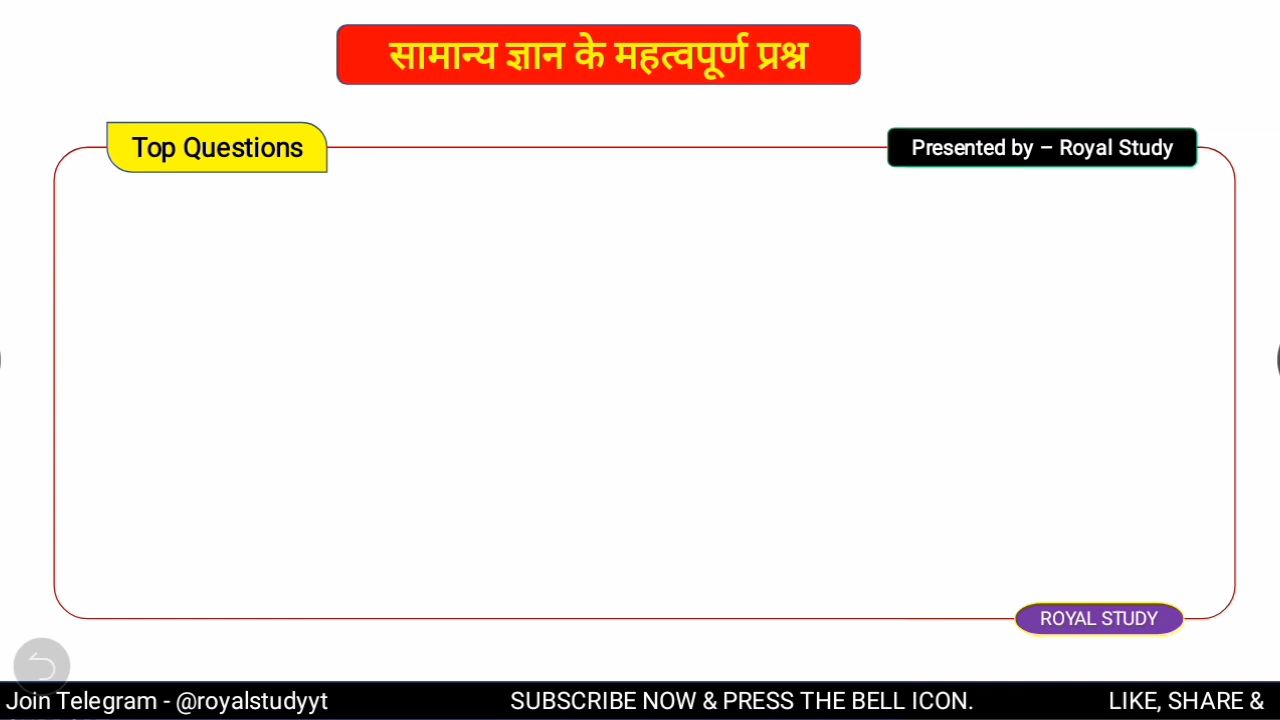 सामान्य ज्ञान के महत्वपूर्ण प्रश्न
Top Questions
Presented by – Royal Study
ROYAL STUDY
Join Telegram - @royalstudyyt
SUBSCRIBE NOW & PRESS THE BELL ICON.
LIKE, SHARE &